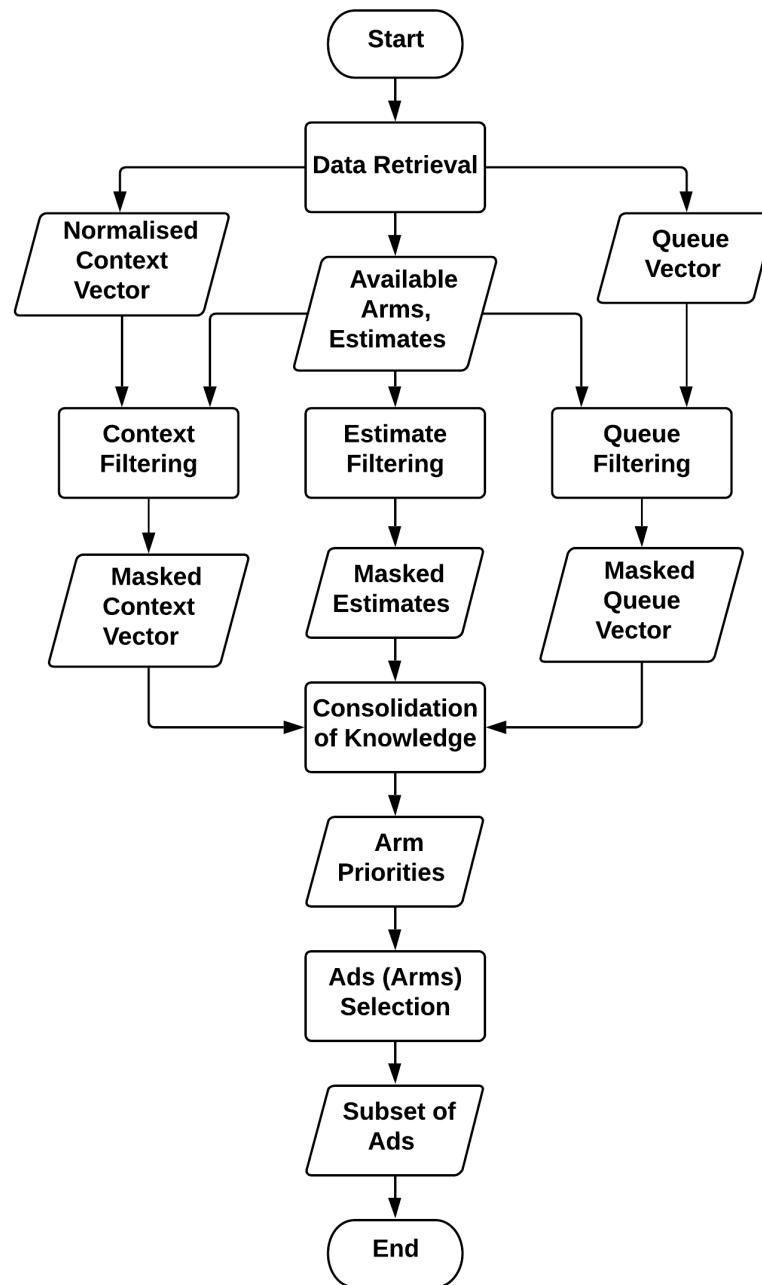 Start
Data Retrieval
Normalised
Context
Vector
Available
Arms,
Estimates
Queue
Vector
Context
Filtering
Estimate
Filtering
Queue
Filtering
Masked
Context
Vector
Masked
Estimates
Masked
Queue
Vector
Consolidation
of Knowledge
Arm
Priorities
Ads (Arms)
Selection
Subset of
Ads
End